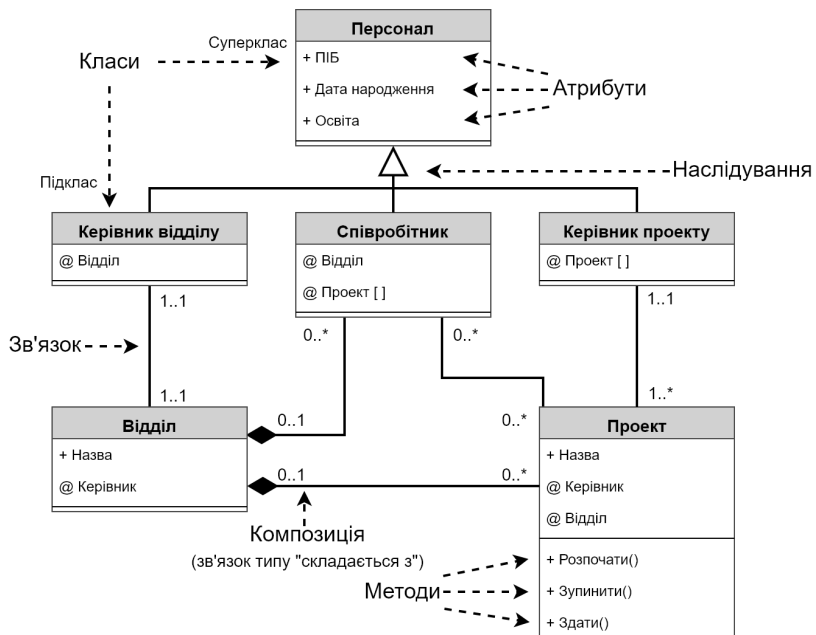 Персонал
+ ПІБ
+ Дата народження
+ Освіта
Суперклас
Класи
Атрибути
Підклас
Наслідування
Керівник відділу
@ Відділ
Співробітник
@ Відділ
@ Проект [ ]
Керівник проекту
@ Проект [ ]
1..1
0..*
0..*
1..1
Зв'язок
1..1
1..*
Відділ
+ Назва
@ Керівник
0..1
0..*
0..1
0..*
Проект
+ Назва
@ Керівник
@ Відділ
+ Розпочати()
+ Зупинити()
+ Здати()
Композиція
(зв'язок типу "складається з")
Методи